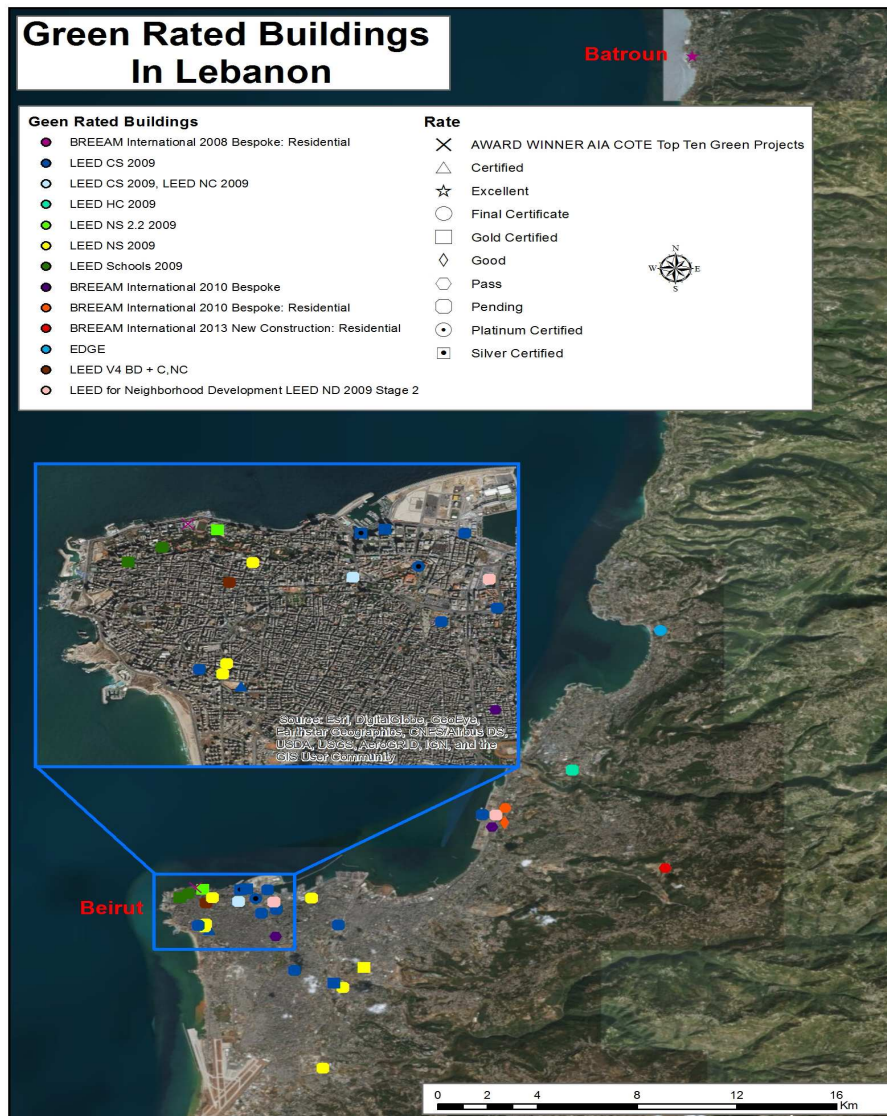 Green Rated Buildings
In Lebanon
Batroun
Geen Rated Buildings
BREEAM International 2008 Bespoke: Residential
LEED CS 2009
LEED CS 2009, LEED NC 2009
LEED HC 2009
LEED NS 2.2 2009
LEED NS 2009
LEED Schools 2009
BREEAM International 2010 Bespoke
BREEAM International 2010 Bespoke: Residential
BREEAM International 2013 New Construction: Residential
EDGE
LEED V4 BD + C,NC
LEED for Neighborhood Development LEED ND 2009 Stage 2
Rate
AWARD WINNER AIA COTE Top Ten Green Projects
Certified
Excellent
Final Certificate
Gold Certified
Good
Pass
Pending
Platinum Certified
Silver Certified
N
W E
S
Source: Esri, DigitalGlobe, GeoEye,
Earthstar Geographics, CNES/Airbus DS,
USDA, USGS, AeroGRID, IGN, and the
GIS User Community
Beirut
0 2 4 8 12 16
Km